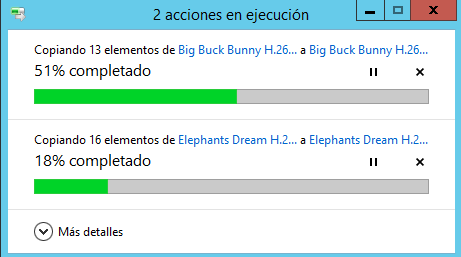 2 acciones en ejecución
Copiando 13 elementos de Big Buck Bunny H.26... a Big Buck Bunny H.26...
51% completado
Copiando 16 elementos de Elephants Dream H.2... a Elephants Dream H.2...
18% completado
Más detalles